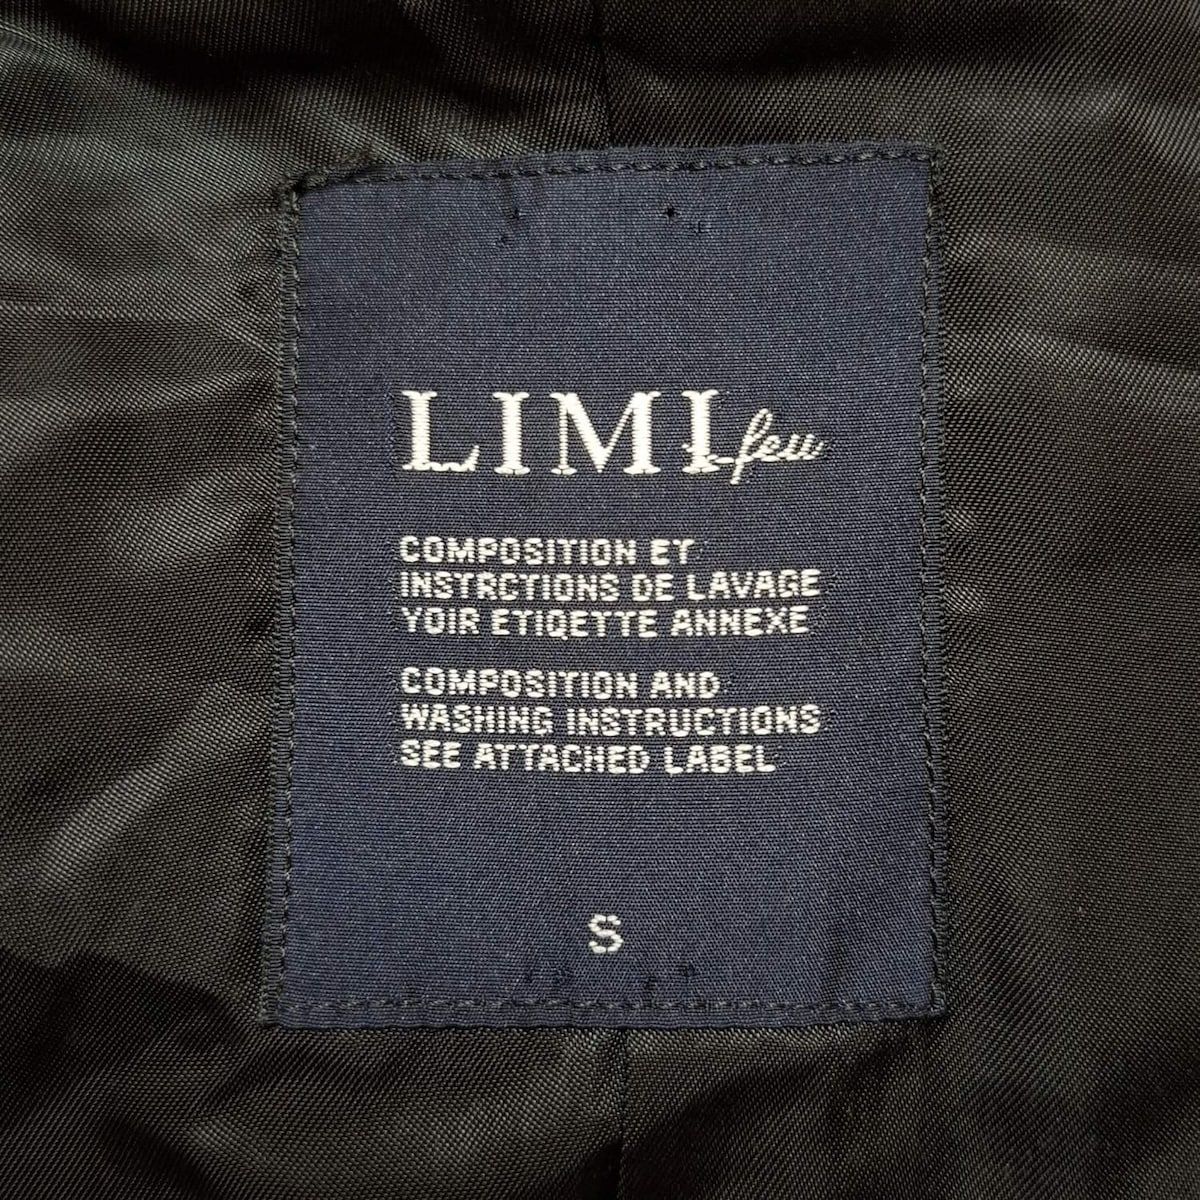 LIMI feu
COMPOSITION ET
INSTRCTIONS DE LAVAGE
YOIR ETIQETTE ANNEXE
COMPOSITION AND
WASHING INSTRUCTIONS
SEE ATTACHED LABEL
S